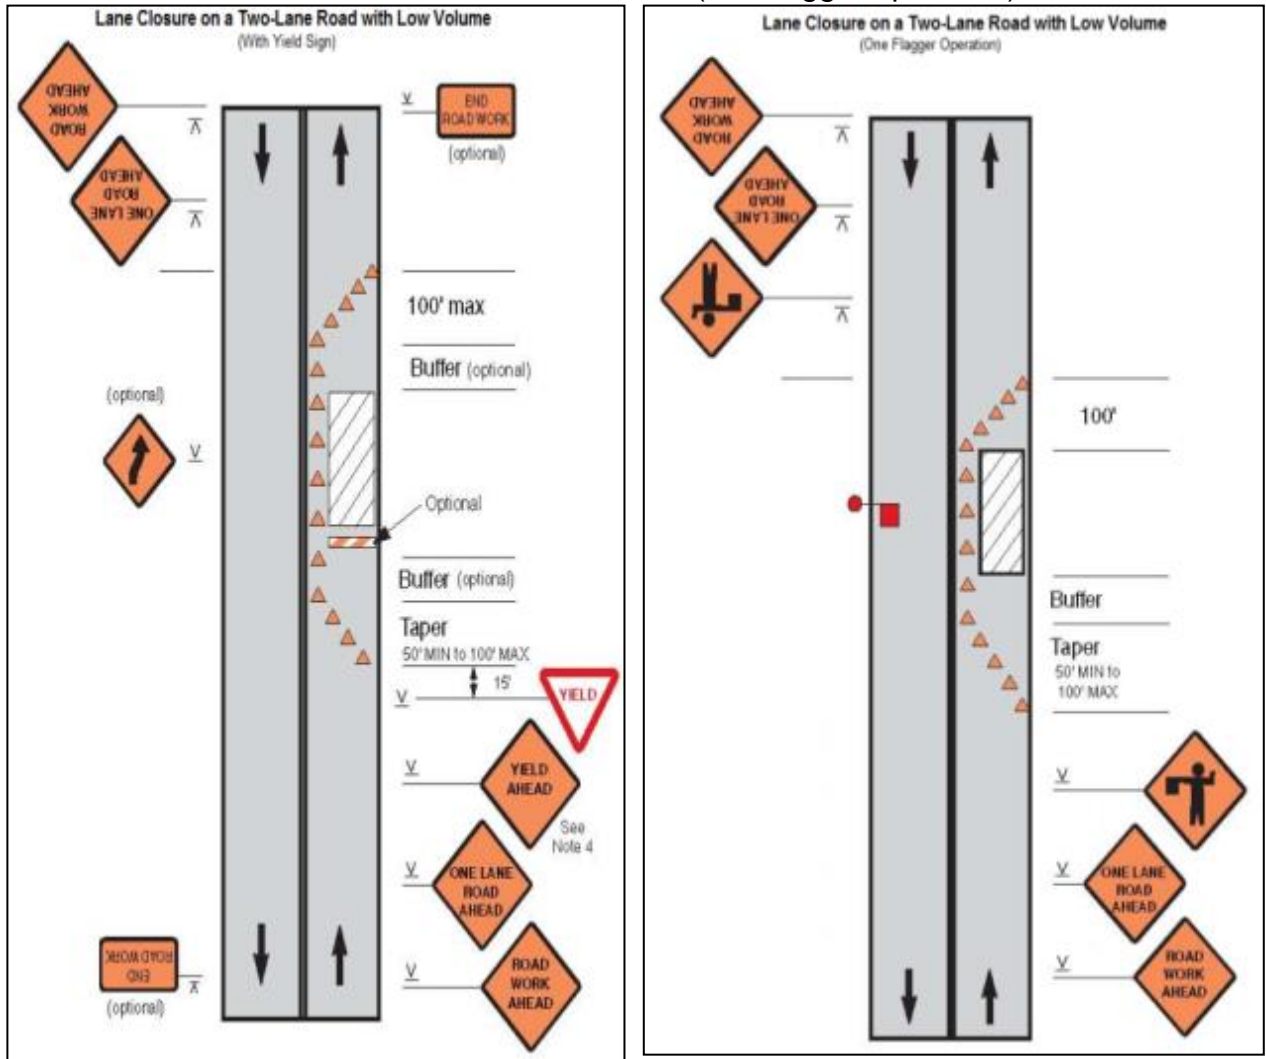 Lane Closure on a Two-Lane Road with Low Volume
(With Yield Sign)
ROAD
WORK
AHEAD
ONE LANE
ROAD
AHEAD
END
ROAD WORK
(optional)
100' max
Buffer (optional)
(optional)
Optional
Buffer (optional)
Taper
50' MIN to 100' MAX
15'
YIELD
YIELD
AHEAD
See
Note 4
ONE LANE
ROAD
AHEAD
ROAD
WORK
AHEAD
END
ROAD WORK
(optional)
Lane Closure on a Two-Lane Road with Low Volume
(One Flagger Operation)
ROAD
WORK
AHEAD
ONE LANE
ROAD
AHEAD
100'
Buffer
Taper
50' MIN to
100' MAX
ONE LANE
ROAD
AHEAD
ROAD
WORK
AHEAD